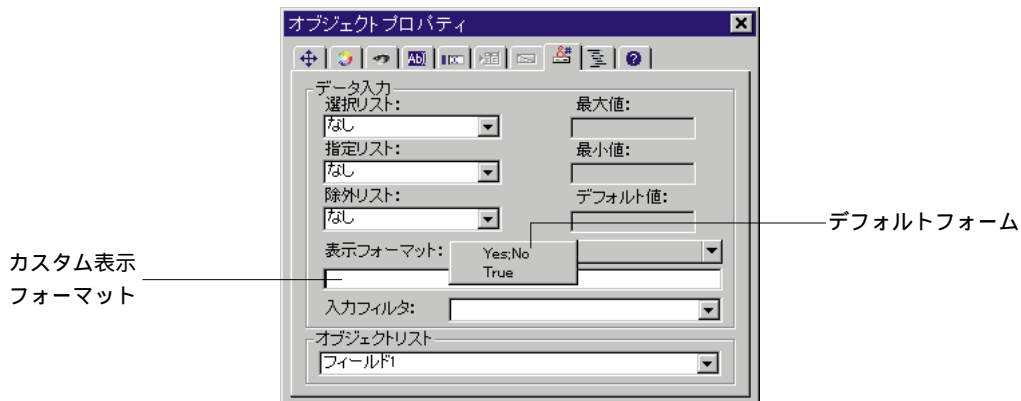 オブジェクトプロパティ
データ入力
選択リスト:
なし
最大値:
指定リスト:
なし
最小値:
除外リスト:
なし
デフォルト値:
表示フォーマット:
Yes;No
True
入力フィルタ:
オブジェクトリスト
フィールド1
デフォルトフォーム
カスタム表示
フォーマット